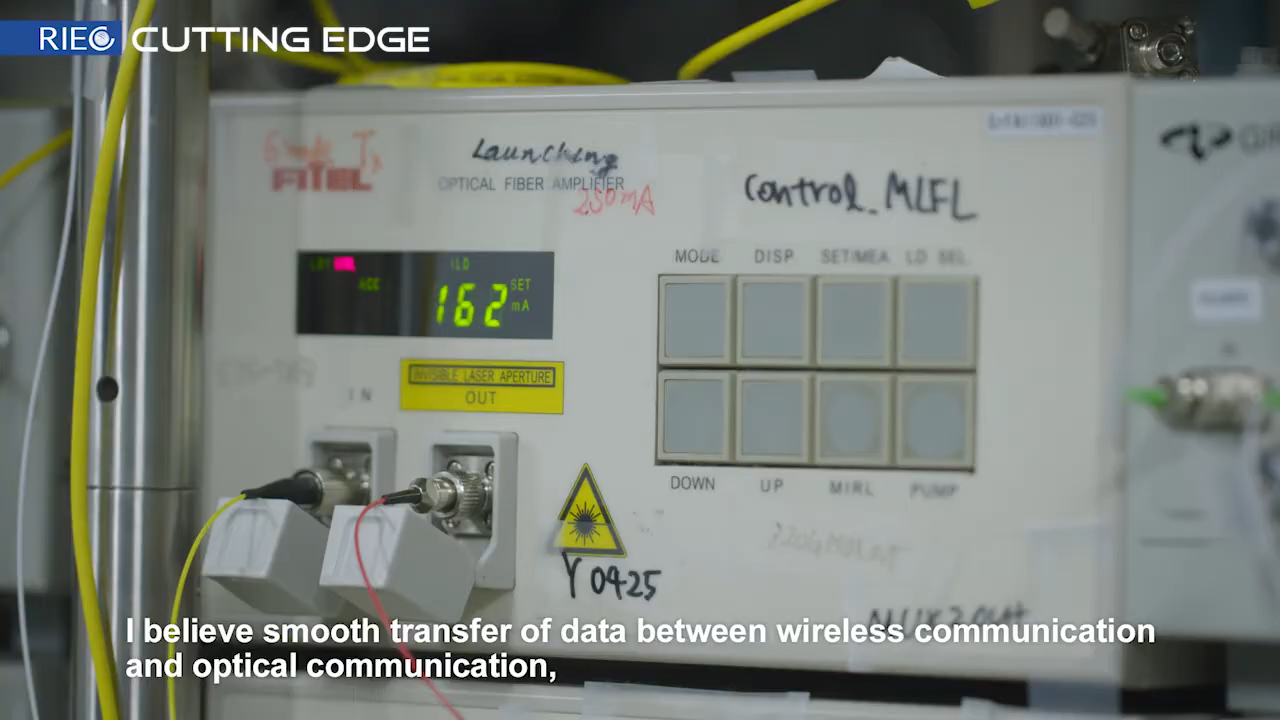 RIEC CUTTING EDGE
FITEL
Launching
OPTICAL FIBER AMPLIFIER
250mA
Control_MLFL
MODE DISP SET/MEA LD SEL
ILD
ACC
162 SET mA
INVISIBLE LASER APERTURE
OUT
IN
DOWN UP MIRL PUMP
Y0425
I believe smooth transfer of data between wireless communication
and optical communication,